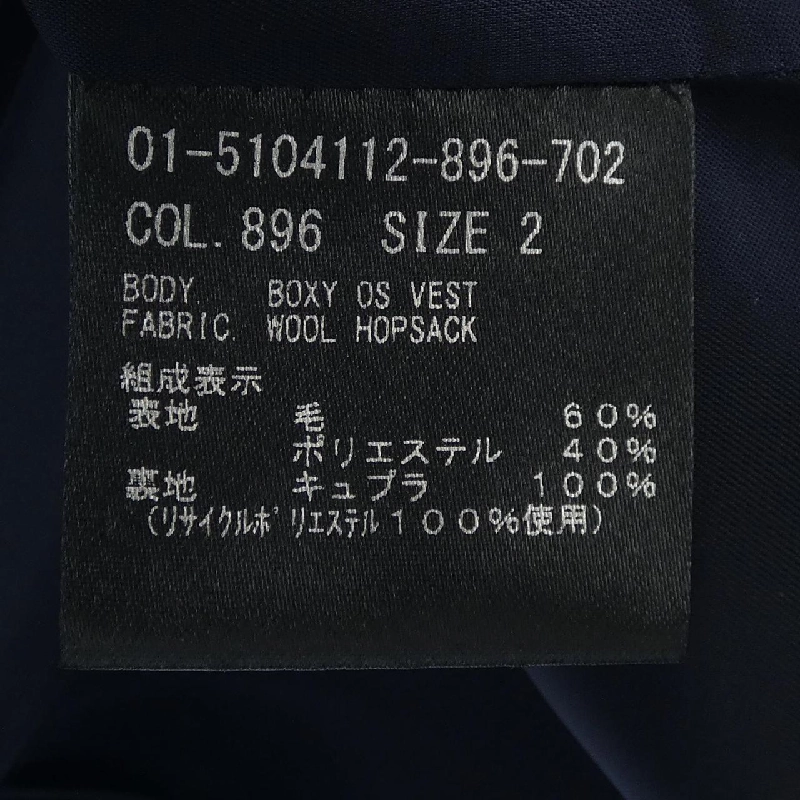 01-5104112-896-702
COL. 896 SIZE 2
BODY. BOXY OS VEST
FABRIC. WOOL HOPSACK
組成表示
表地 毛 60%
ポリエステル 40%
裏地 キュプラ 100%
(リサイクルポリエステル100%使用)